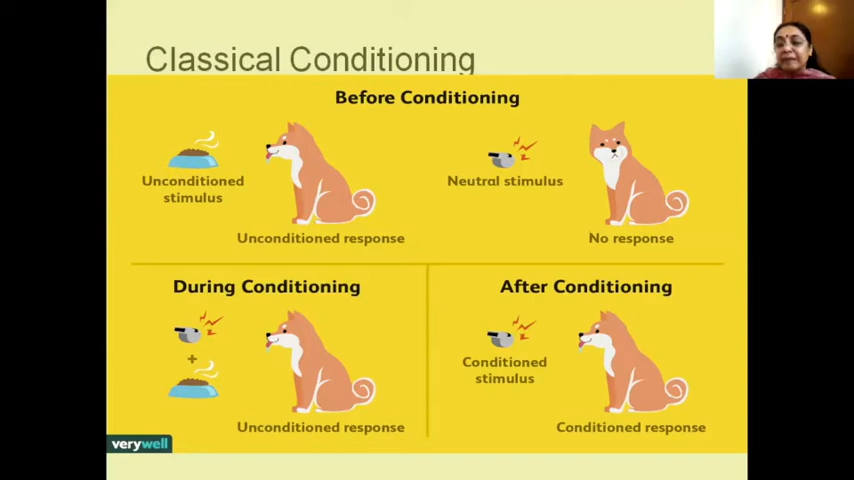 Classical Conditioning
Before Conditioning
Unconditioned
stimulus
Unconditioned response
Neutral stimulus
No response
During Conditioning
+
Unconditioned response
After Conditioning
Conditioned
stimulus
Conditioned response
verywell